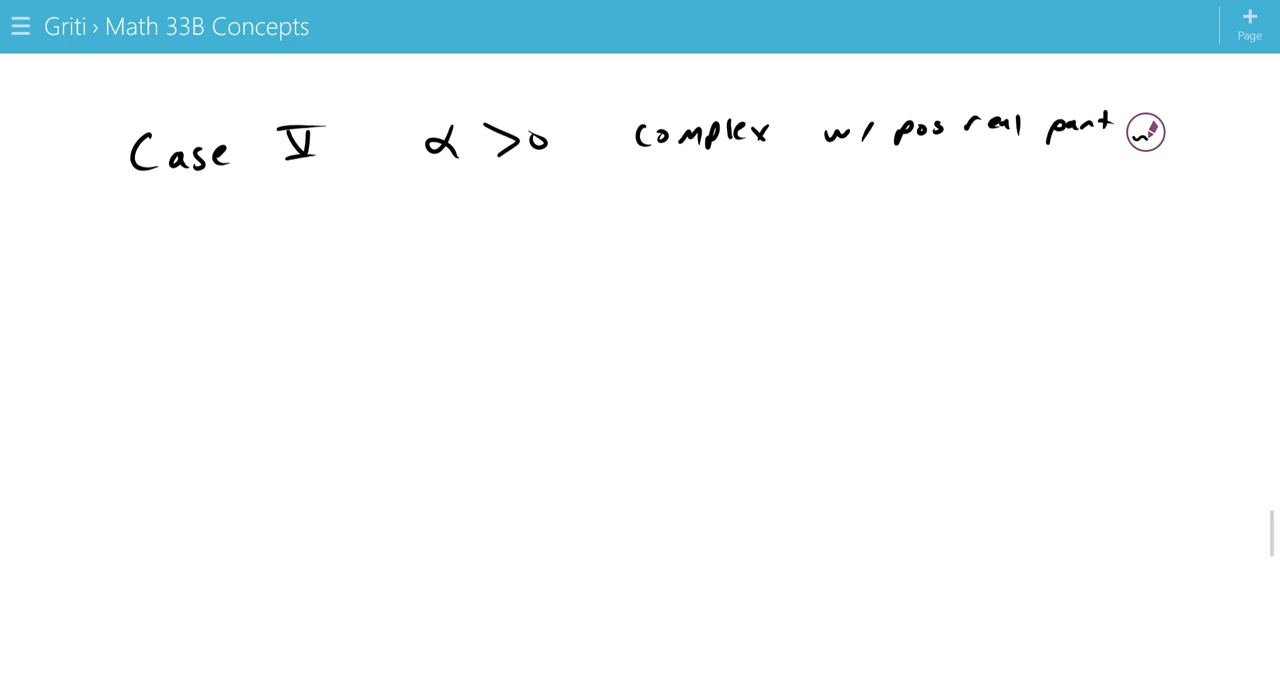 Griti › Math 33B Concepts
Page
Case V α >0 complex w/ pos real part